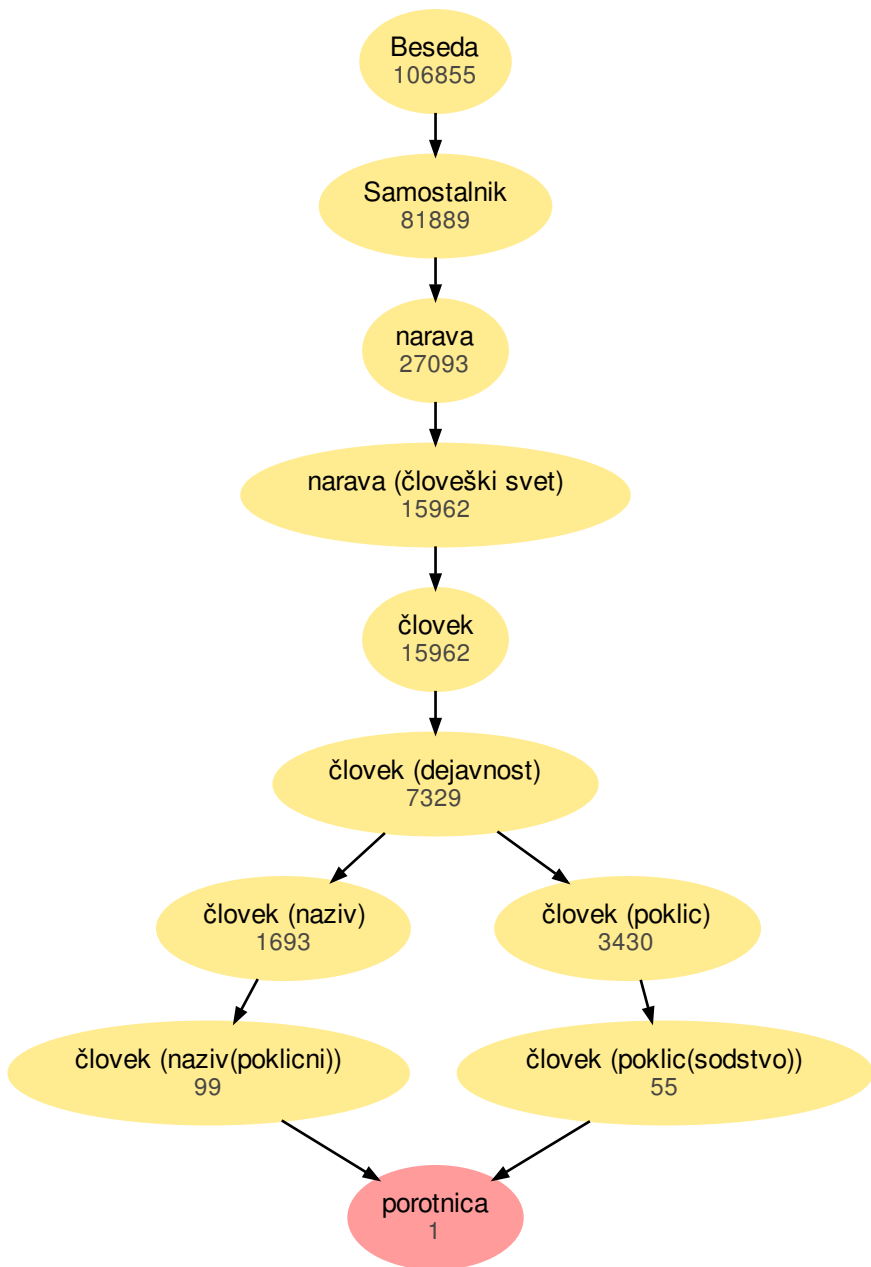 Beseda
106855
Samostalnik
81889
narava
27093
narava (človeški svet)
15962
človek
15962
človek (dejavnost)
7329
človek (naziv)
1693
človek (poklic)
3430
človek (naziv(poklicni))
99
človek (poklic(sodstvo))
55
porotnica
1